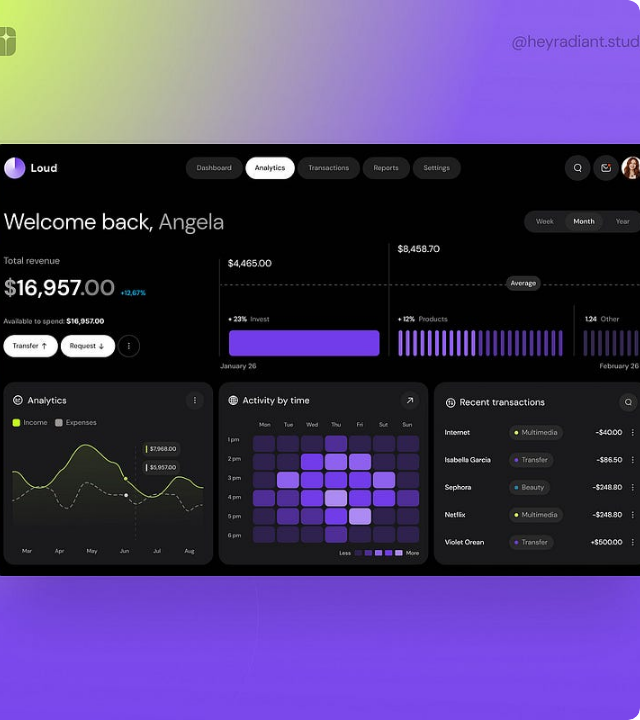 @heyradiant.stud
Loud
Dashboard Analytics Transactions Reports Settings
Welcome back, Angela
Week Month Year
Total revenue
$16,957.00 +13,67%
Available to spend: $16,957.00
Transfer ↑ Request ↓
$4,465.00
$8,458.70
Average
+ 23% Invest
+ 12% Products
1.24 Other
January 26
February 26
Analytics
Income Expenses
$7,968.00
$5,957.00
Mar Apr May Jun Jul Aug
Activity by time
Mon Tue Wed Thu Fri Sat Sun
1 pm
2 pm
3 pm
4 pm
5 pm
6 pm
Less More
Recent transactions
Internet Multimedia -$40.00
Isabella Garcia Transfer -$86.50
Sephora Beauty -$248.80
Netflix Multimedia -$248.80
Violet Orean Transfer +$500.00